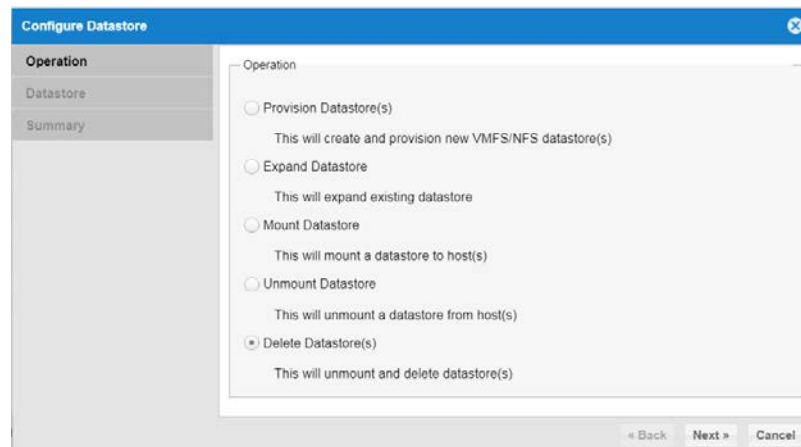 Configure Datastore
Operation
Datastore
Summary
Operation
Provision Datastore(s)
This will create and provision new VMFS/NFS datastore(s)
Expand Datastore
This will expand existing datastore
Mount Datastore
This will mount a datastore to host(s)
Unmount Datastore
This will unmount a datastore from host(s)
Delete Datastore(s)
This will unmount and delete datastore(s)
« Back Next » Cancel